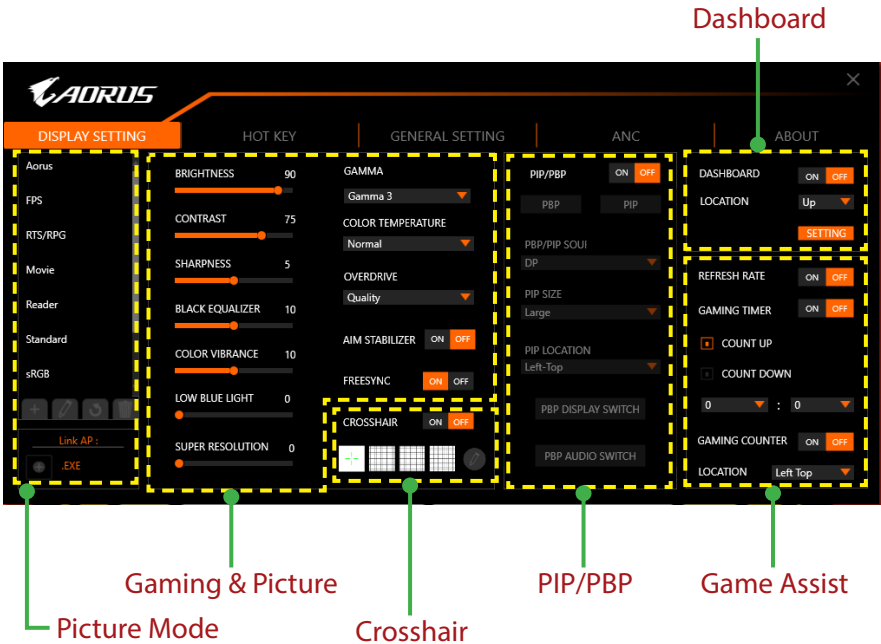 Dashboard
AORUS
DISPLAY SETTING
HOT KEY
GENERAL SETTING
ANC
ABOUT
Aorus
FPS
RTS/RPG
Movie
Reader
Standard
sRGB
Link AP :
.EXE
BRIGHTNESS 90
CONTRAST 75
SHARPNESS 5
BLACK EQUALIZER 10
COLOR VIBRANCE 10
LOW BLUE LIGHT 0
SUPER RESOLUTION 0
GAMMA
Gamma 3
COLOR TEMPERATURE
Normal
OVERDRIVE
Quality
AIM STABILIZER ON OFF
FREESYNC ON OFF
CROSSHAIR ON OFF
PIP/PBP ON OFF
PBP PIP
PBP/PIP SOUI
DP
PIP SIZE
Large
PIP LOCATION
Left-Top
PBP DISPLAY SWITCH
PBP AUDIO SWITCH
DASHBOARD ON OFF
LOCATION Up
SETTING
REFRESH RATE ON OFF
GAMING TIMER ON OFF
COUNT UP
COUNT DOWN
0 : 0
GAMING COUNTER ON OFF
LOCATION Left Top
Gaming & Picture
PIP/PBP
Game Assist
Picture Mode
Crosshair